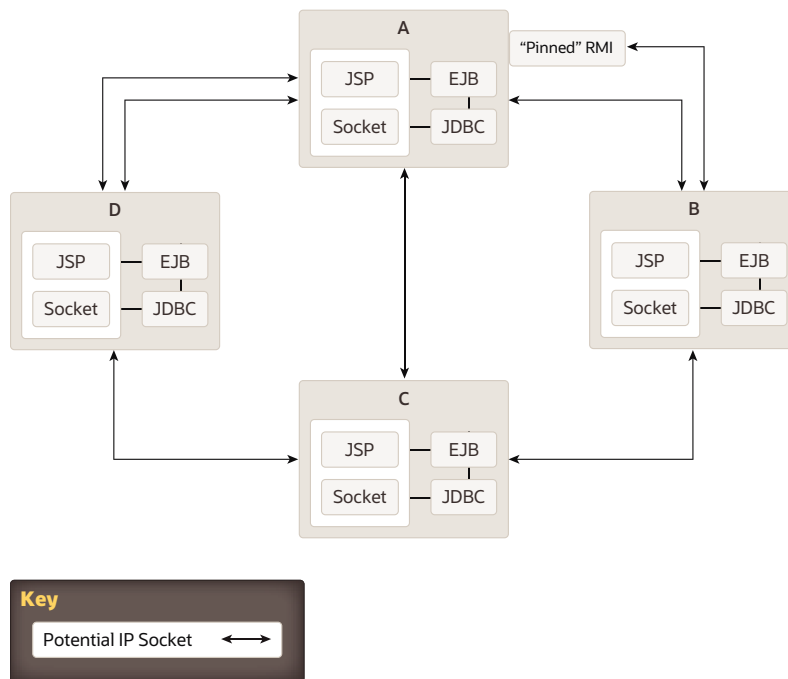 A
“Pinned” RMI
JSP
EJB
Socket
JDBC
D
JSP
EJB
Socket
JDBC
B
JSP
EJB
Socket
JDBC
C
JSP
EJB
Socket
JDBC
Key
Potential IP Socket